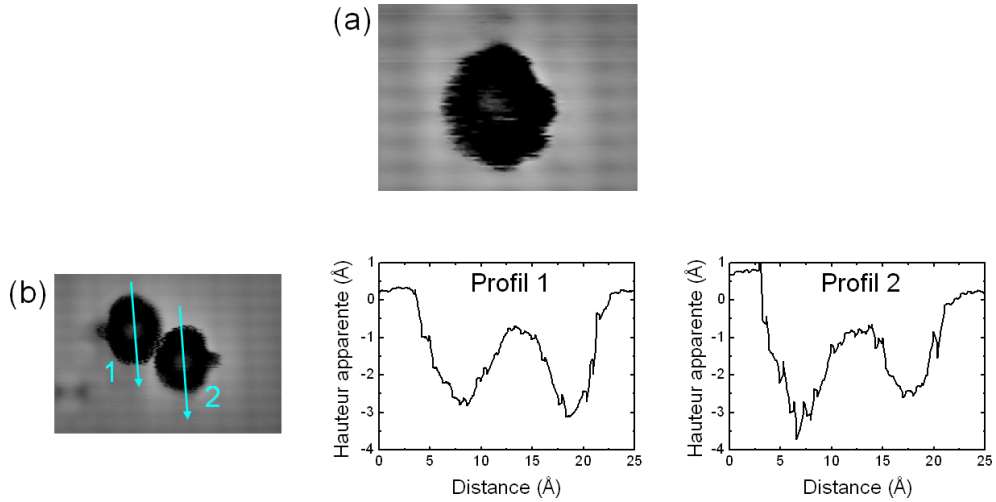 (a)
(b)
1
2
Profil 1
Hauteur apparente (Å)
1
0
-1
-2
-3
-4
0 5 10 15 20 25
Distance (Å)
Profil 2
Hauteur apparente (Å)
1
0
-1
-2
-3
-4
0 5 10 15 20 25
Distance (Å)